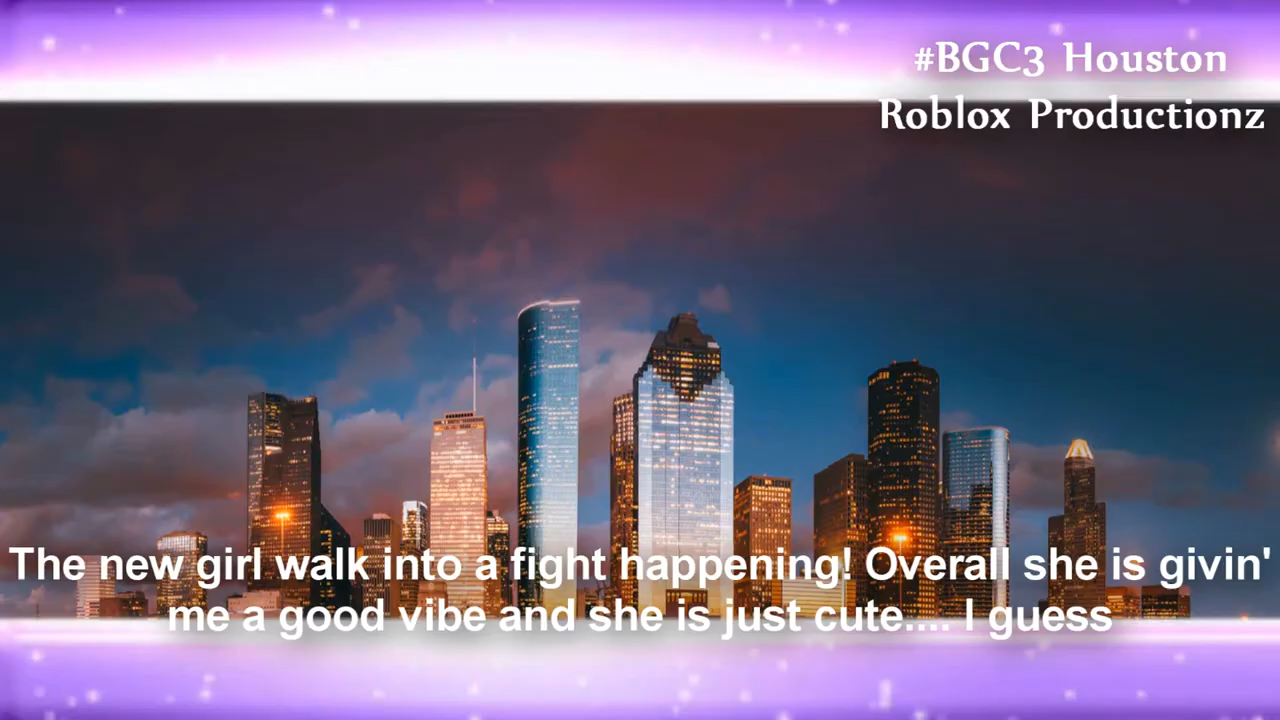 #BGC3 Houston
Roblox Productionz
The new girl walk into a fight happening! Overall she is givin'
me a good vibe and she is just cute.... I guess